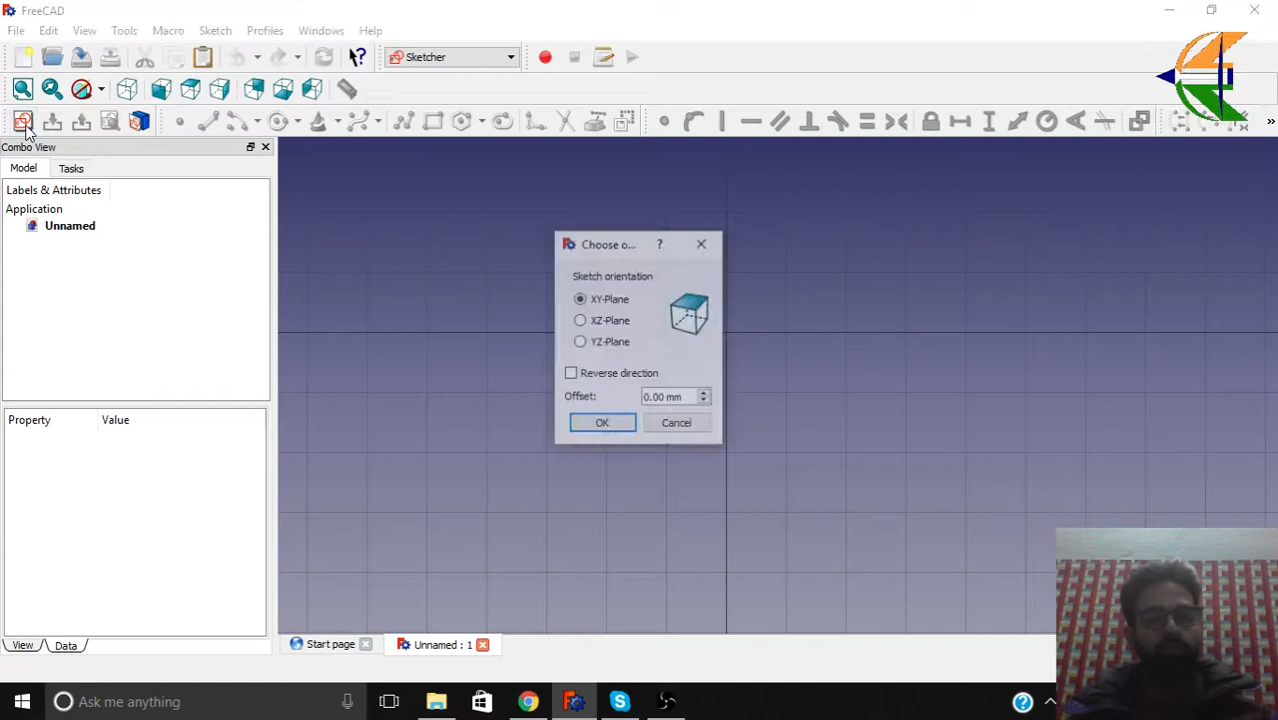 FreeCAD
File Edit View Tools Macro Sketch Profiles Windows Help
Sketcher
Combo View
Model Tasks
Labels & Attributes
Application
Unnamed
Choose o... ?
Sketch orientation
XY-Plane
XZ-Plane
YZ-Plane
Reverse direction
Offset: 0.00 mm
OK Cancel
Property Value
View Data
Start page
Unnamed : 1
Ask me anything